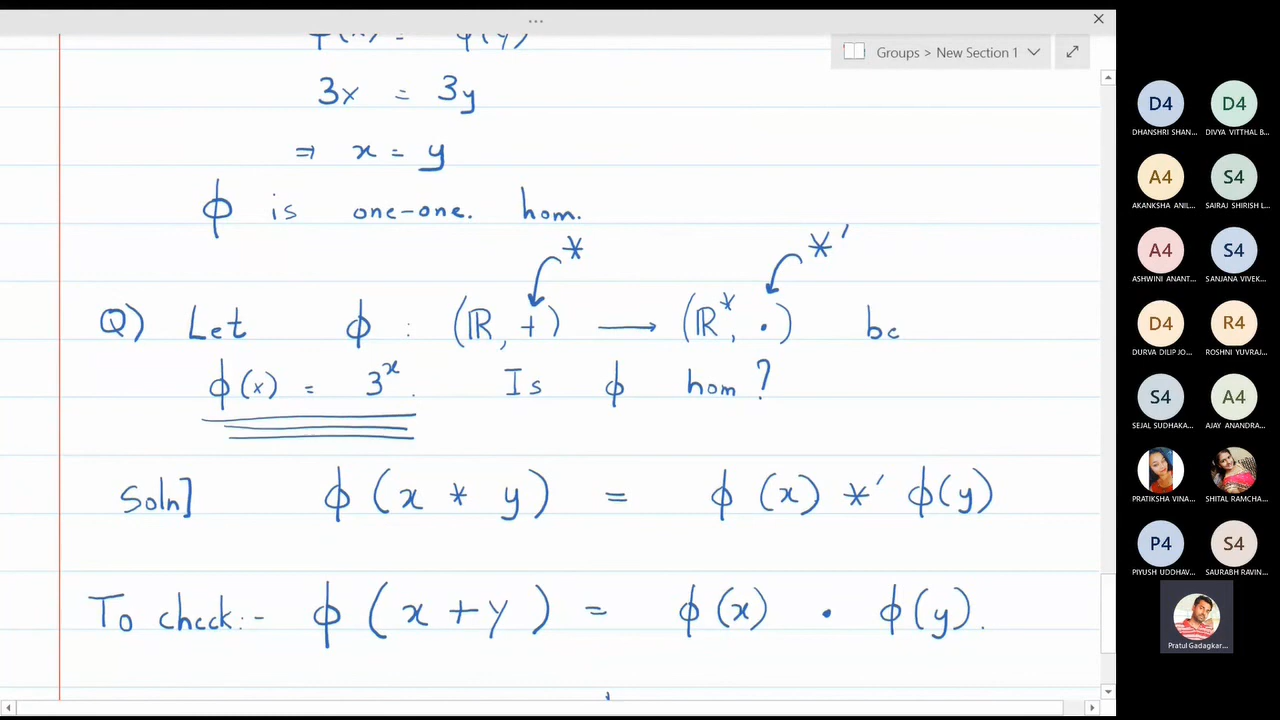 ...
Groups > New Section 1
φ(x) = φ(y)
3x = 3y
⇒ x = y
φ is one-one. hom.
* *'
Q) Let φ : (ℝ, +) ⟶ (ℝ*, ·) be
φ(x) = 3ˣ. Is φ hom?
Soln] φ(x * y) = φ(x) *' φ(y)
To check:- φ(x + y) = φ(x) · φ(y).
D4 D4
DHANSHRI SHAN... DIVYA VITTHAL B...
A4 S4
AKANKSHA ANIL... SAIRAJ SHIRISH L...
A4 S4
ASHWINI ANANT... SANJANA VIVEK...
D4 R4
DURVA DILIP JO... ROSHNI YUVRAJ...
S4 A4
SEJAL SUDHAKA... AJAY ANANDRA...
PRATIKSHA VINA... SHITAL RAMCHA...
P4 S4
PIYUSH UDDHAV... SAURABH RAVIN...
Pratul Gadagkar...